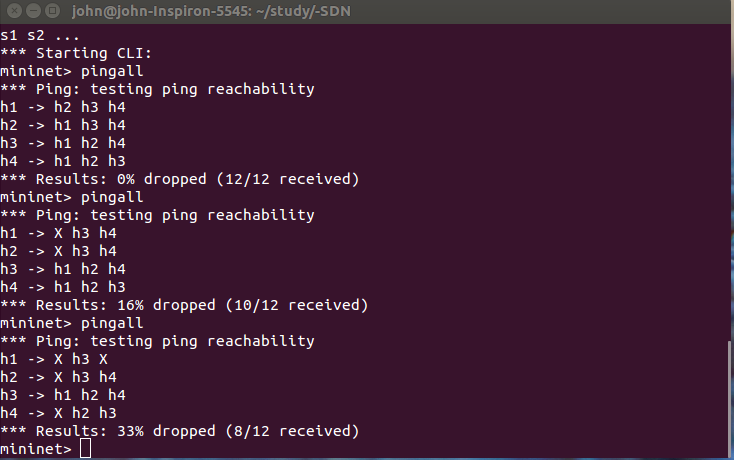 john@john-Inspiron-5545: ~/study/-SDN
s1 s2 ...
*** Starting CLI:
mininet> pingall
*** Ping: testing ping reachability
h1 -> h2 h3 h4
h2 -> h1 h3 h4
h3 -> h1 h2 h4
h4 -> h1 h2 h3
*** Results: 0% dropped (12/12 received)
mininet> pingall
*** Ping: testing ping reachability
h1 -> X h3 h4
h2 -> X h3 h4
h3 -> h1 h2 h4
h4 -> h1 h2 h3
*** Results: 16% dropped (10/12 received)
mininet> pingall
*** Ping: testing ping reachability
h1 -> X h3 X
h2 -> X h3 h4
h3 -> h1 h2 h4
h4 -> X h2 h3
*** Results: 33% dropped (8/12 received)
mininet>